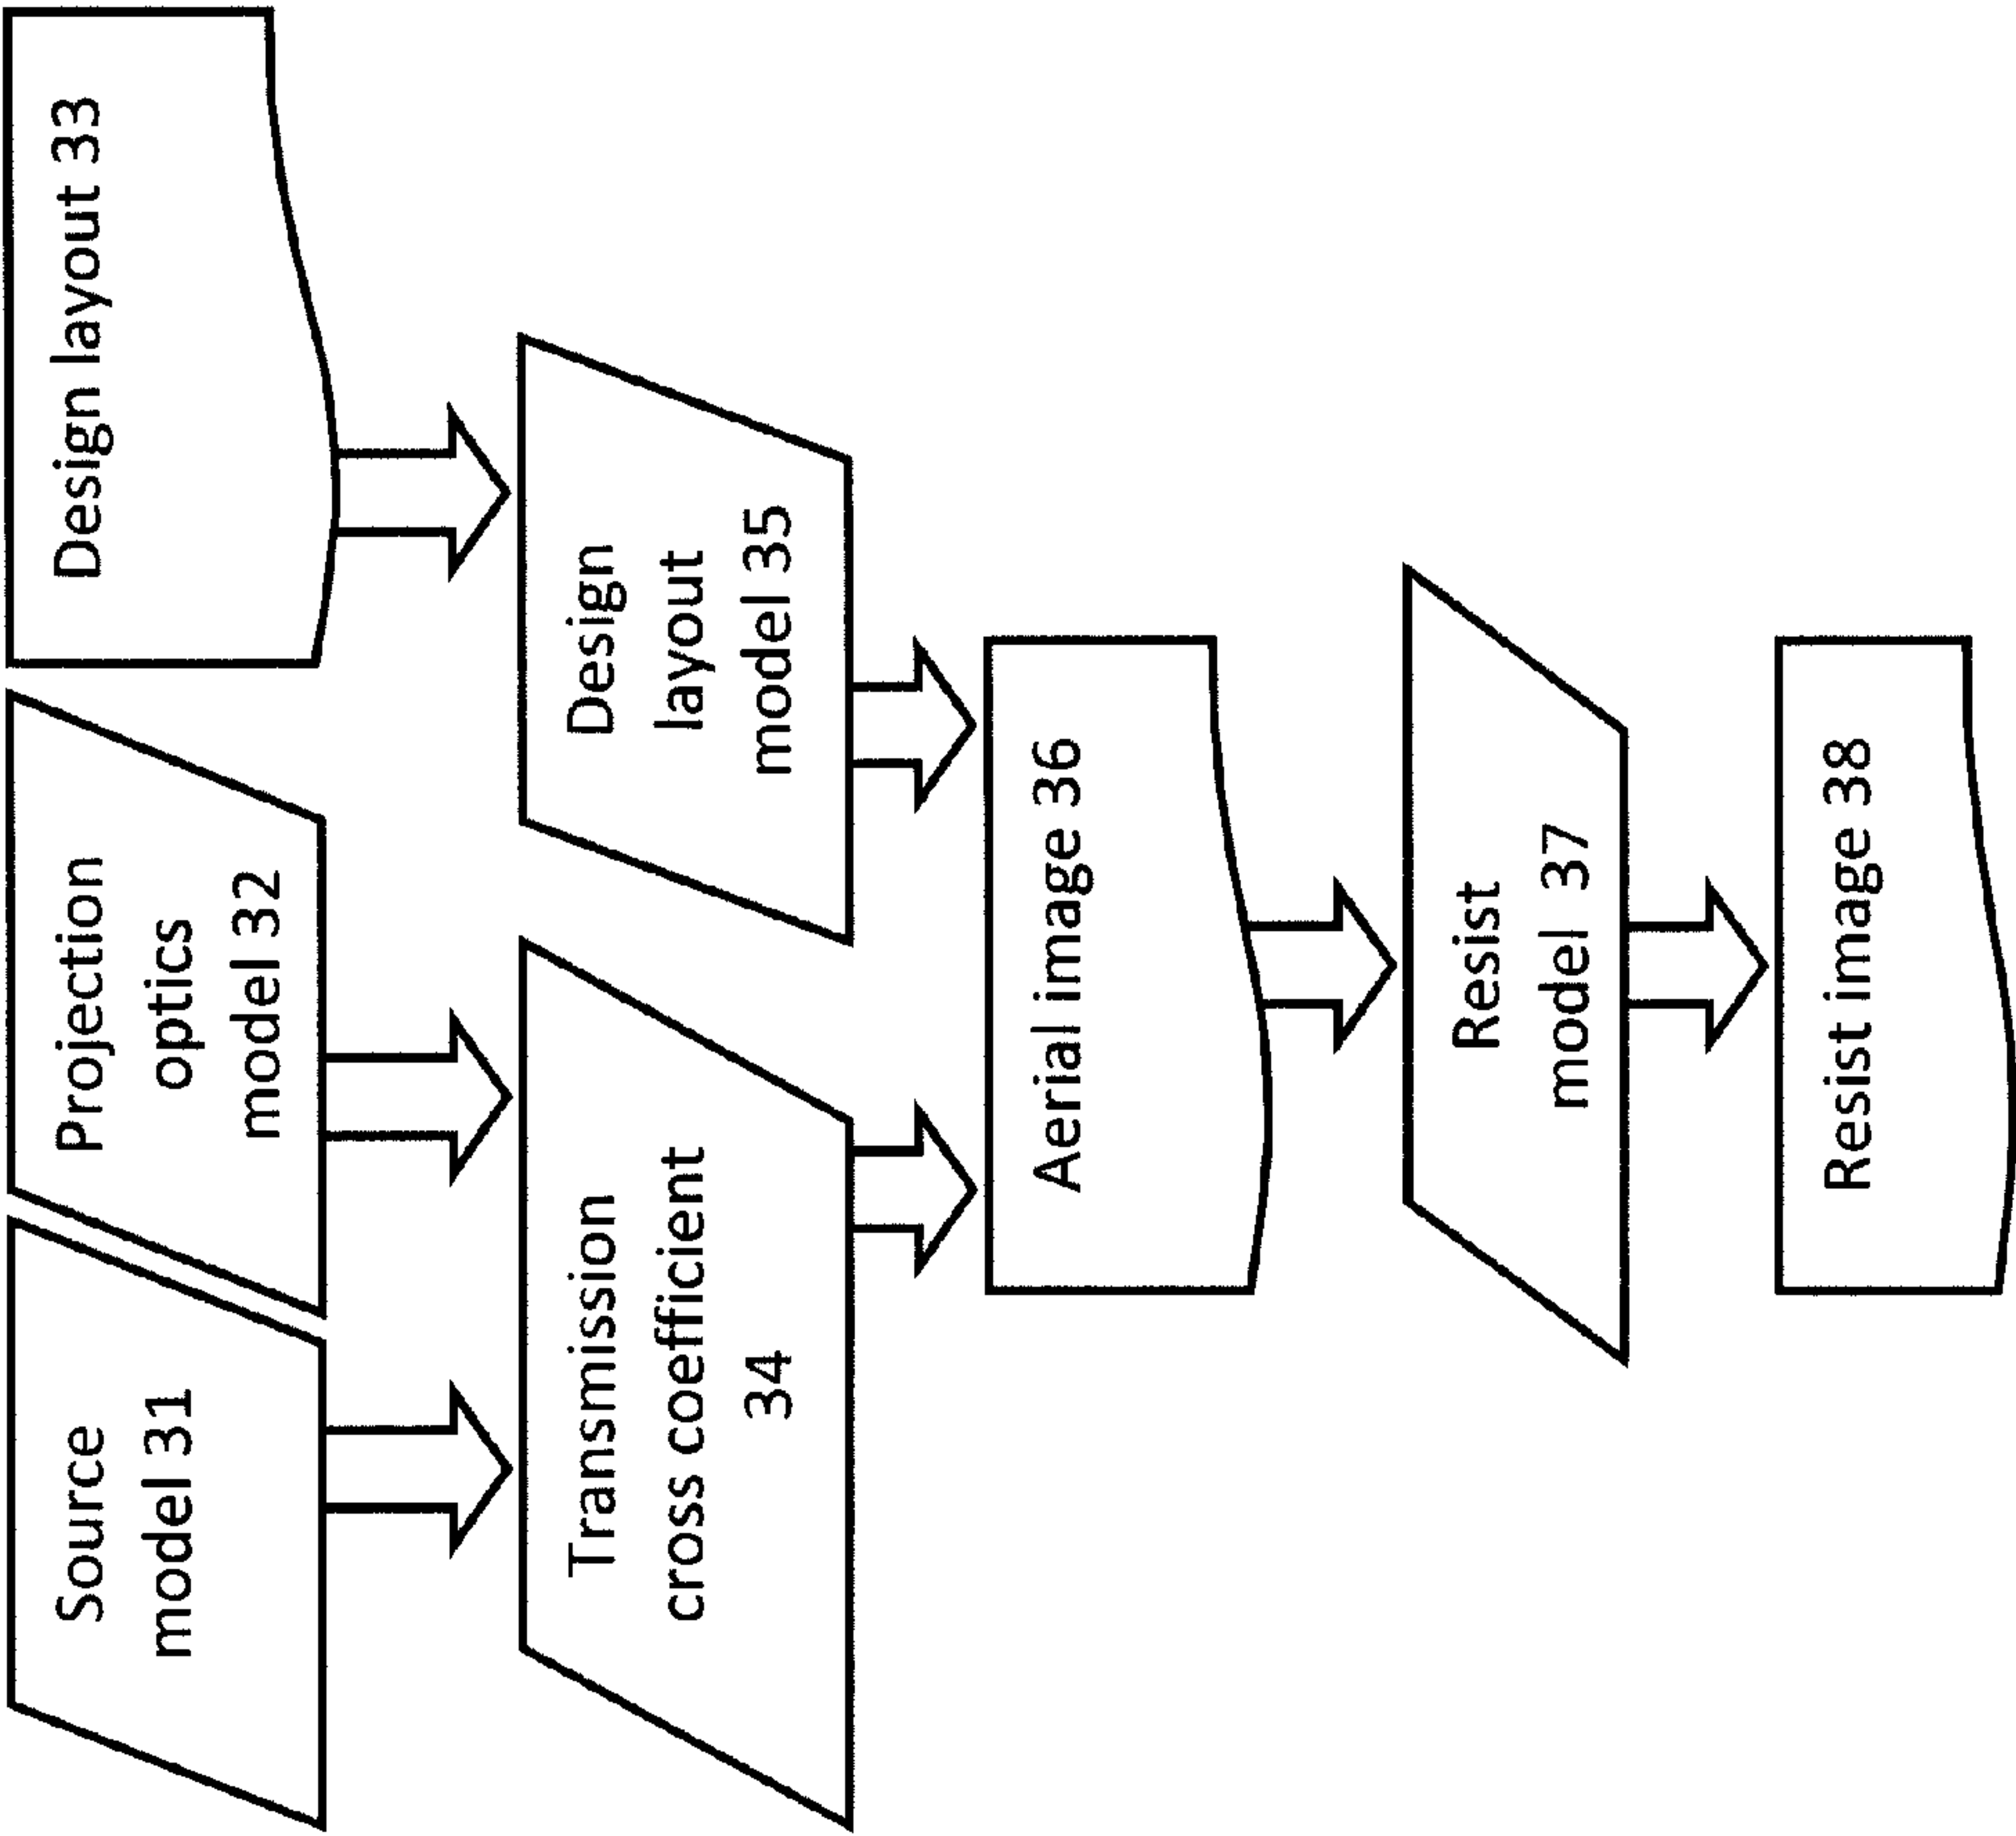 Source
model 31
Projection
optics
model 32
Design layout 33
Transmission
cross coefficient
34
Design
layout
model 35
Aerial image 36
Resist
model 37
Resist image 38